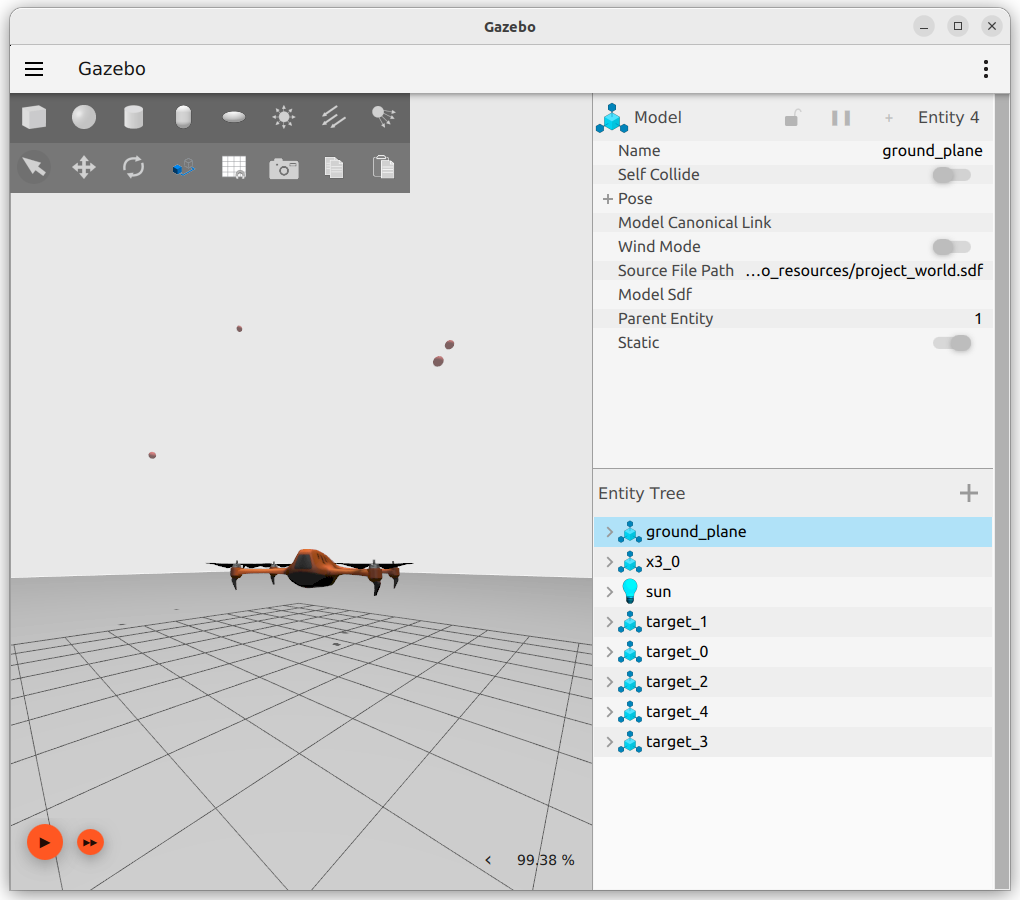 Gazebo
Gazebo
Model Entity 4
Name ground_plane
Self Collide
Pose
Model Canonical Link
Wind Mode
Source File Path ...o_resources/project_world.sdf
Model Sdf
Parent Entity 1
Static
Entity Tree
ground_plane
x3_0
sun
target_1
target_0
target_2
target_4
target_3
99.38 %